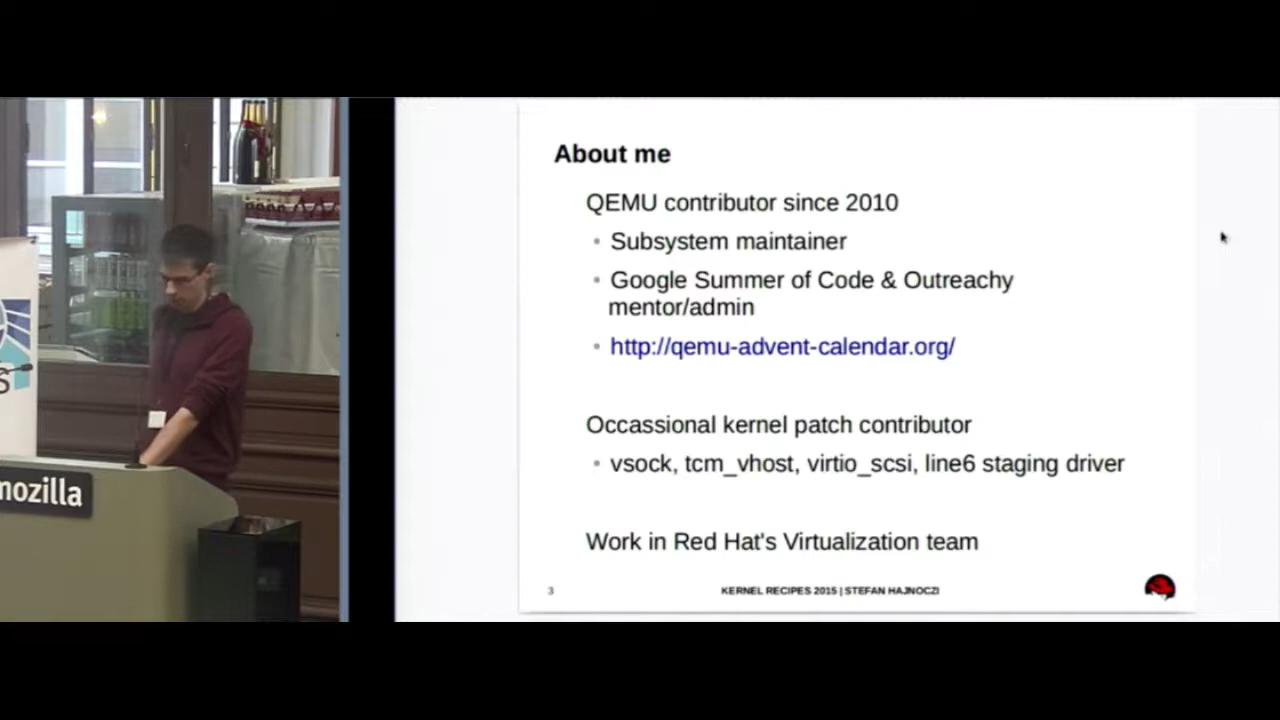 About me
QEMU contributor since 2010
Subsystem maintainer
Google Summer of Code & Outreachy
mentor/admin
http://qemu-advent-calendar.org/
Occassional kernel patch contributor
vsock, tcm_vhost, virtio_scsi, line6 staging driver
Work in Red Hat's Virtualization team
3
KERNEL RECIPES 2015 | STEFAN HAJNOCZI
mozilla